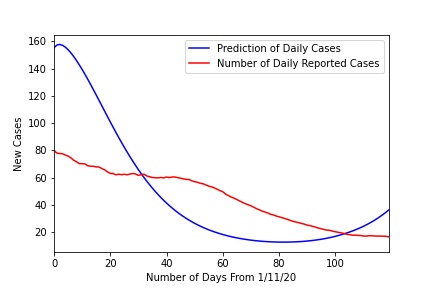 160
140
120
100
80
60
40
20
New Cases
Prediction of Daily Cases
Number of Daily Reported Cases
0 20 40 60 80 100
Number of Days From 1/11/20